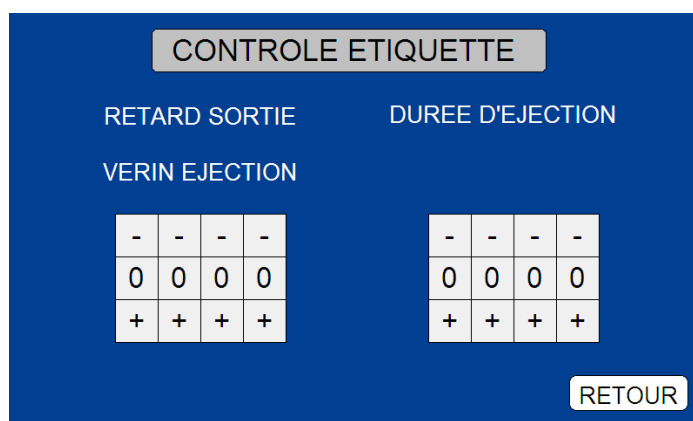 CONTROLE ETIQUETTE
RETARD SORTIE
VERIN EJECTION
DUREE D'EJECTION
- - - -
0 0 0 0
+ + + +
- - - -
0 0 0 0
+ + + +
RETOUR